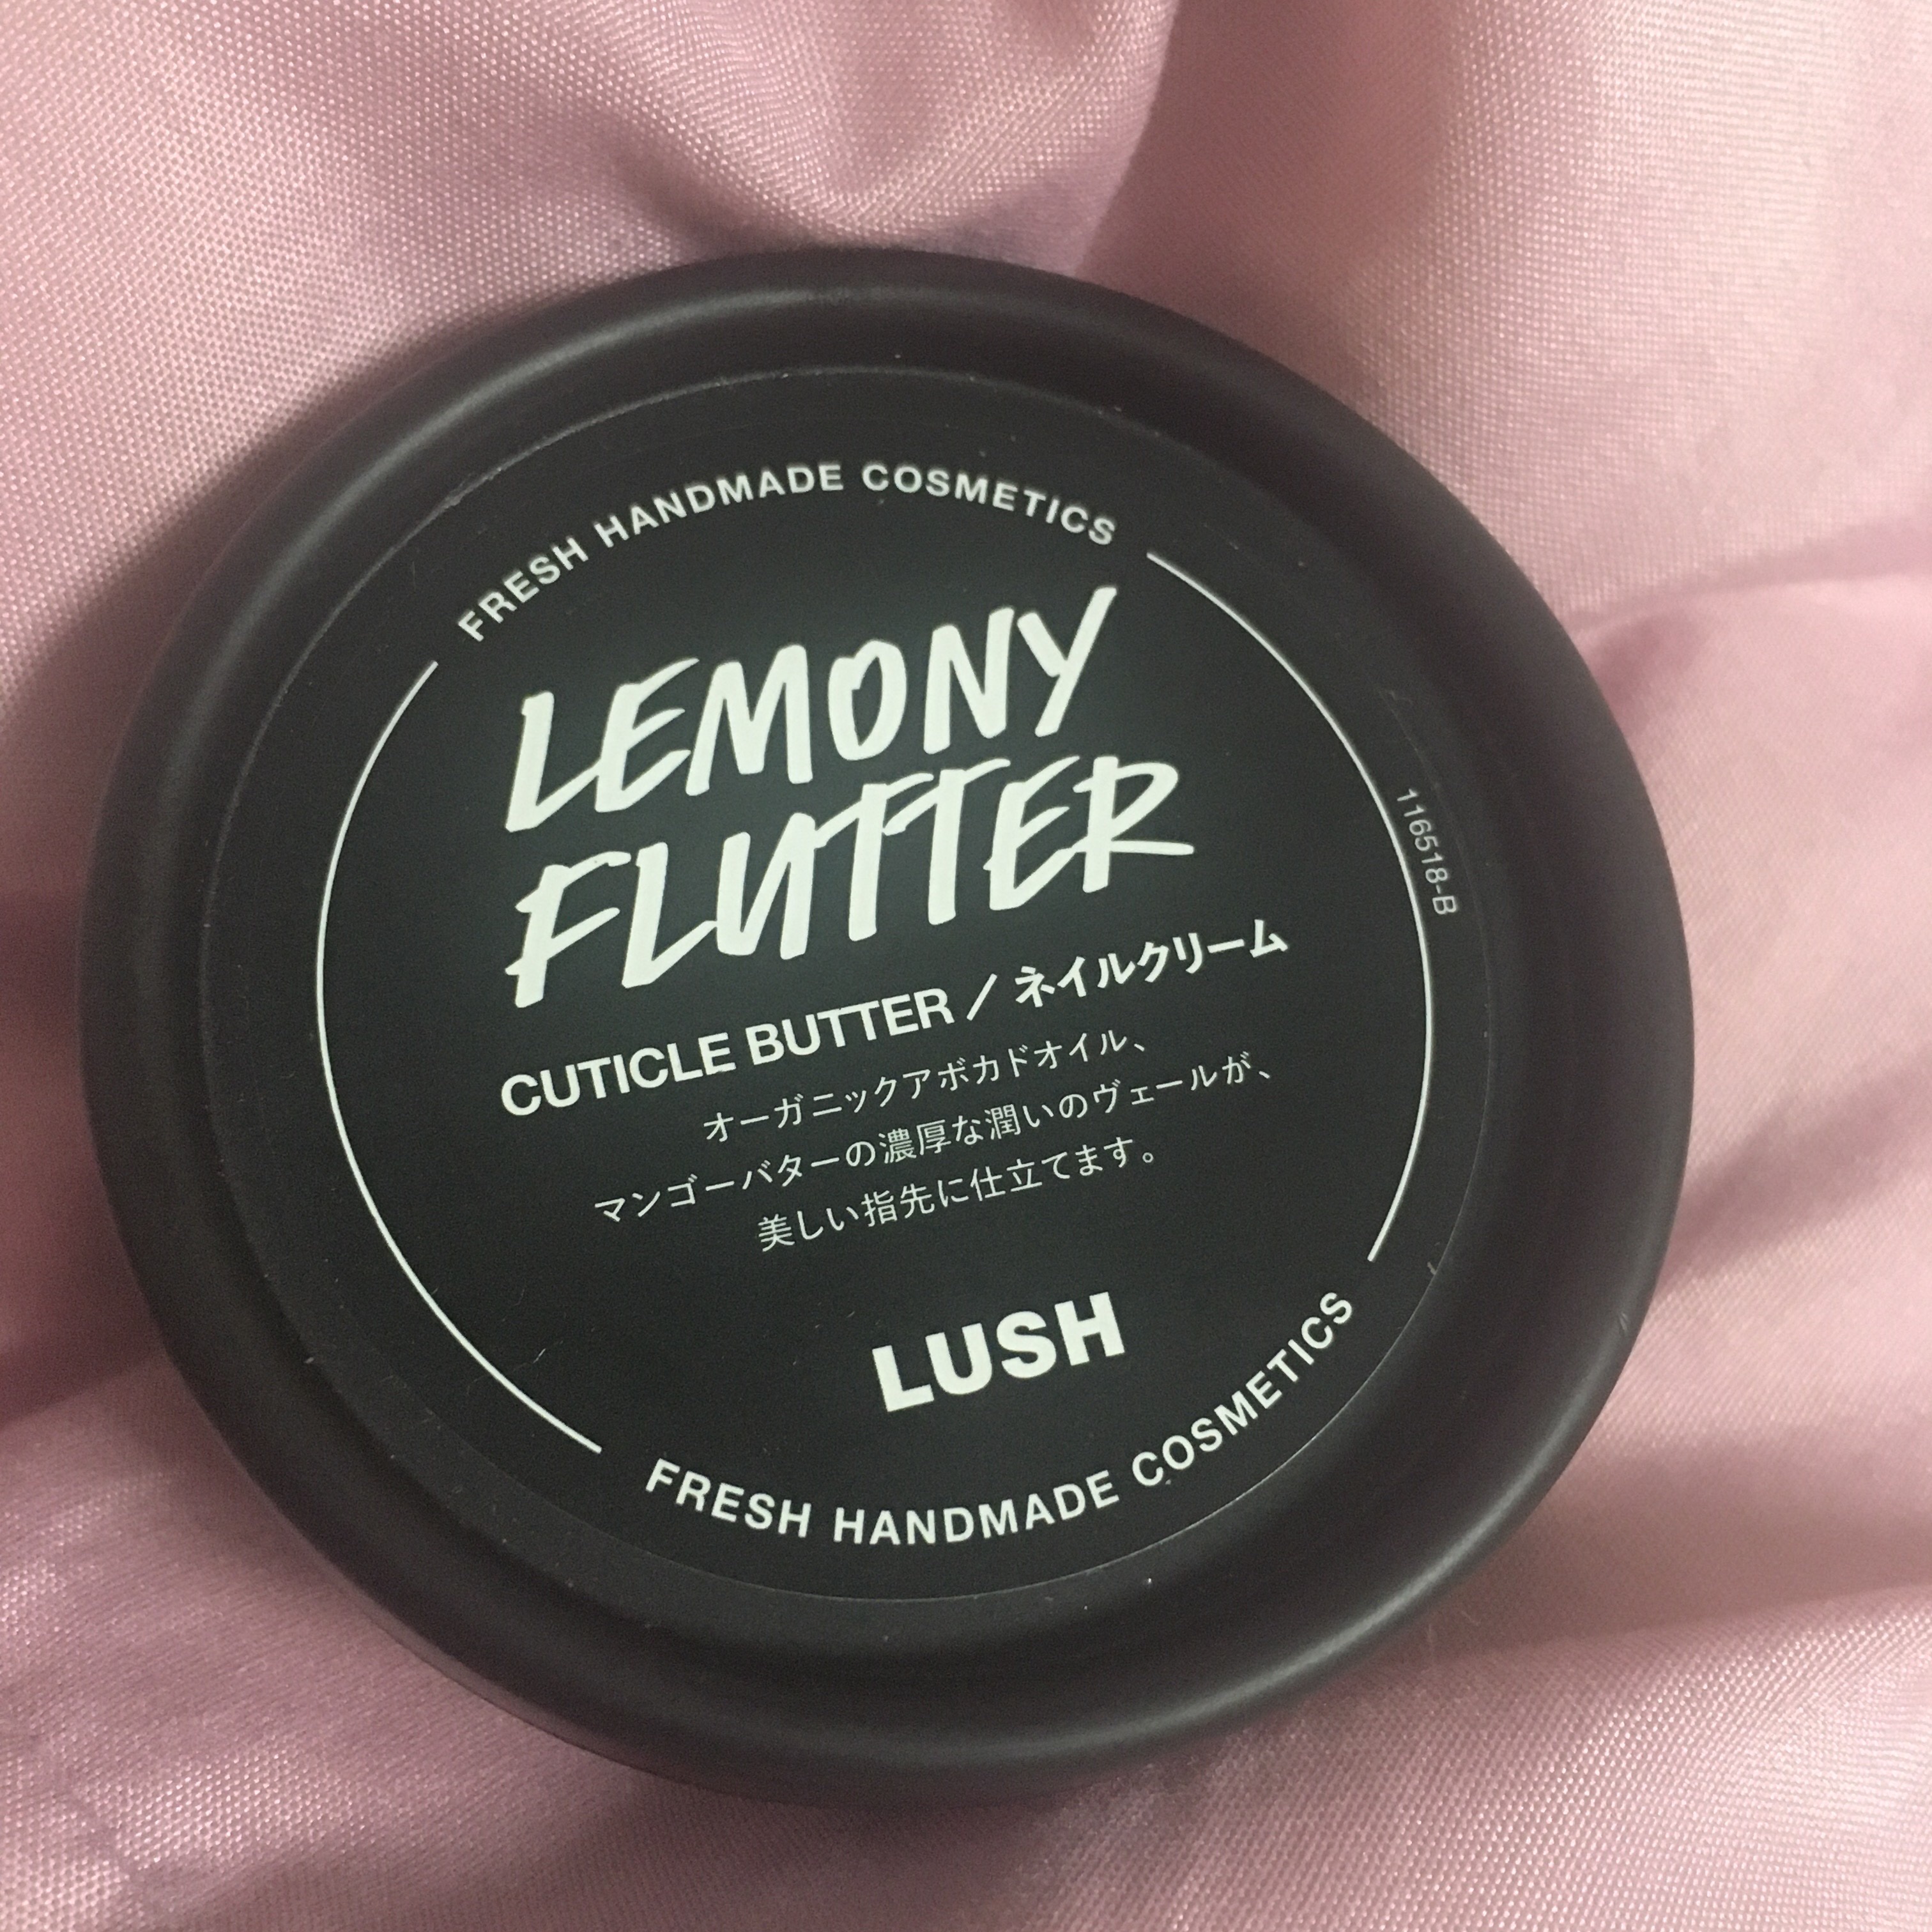 FRESH HANDMADE COSMETICS
LEMONY
FLUTTER
CUTICLE BUTTER／ネイルクリーム
オーガニックアボカドオイル、
マンゴーバターの濃厚な潤いのヴェールが、
美しい指先に仕立てます。
LUSH
FRESH HANDMADE COSMETICS
116518-B